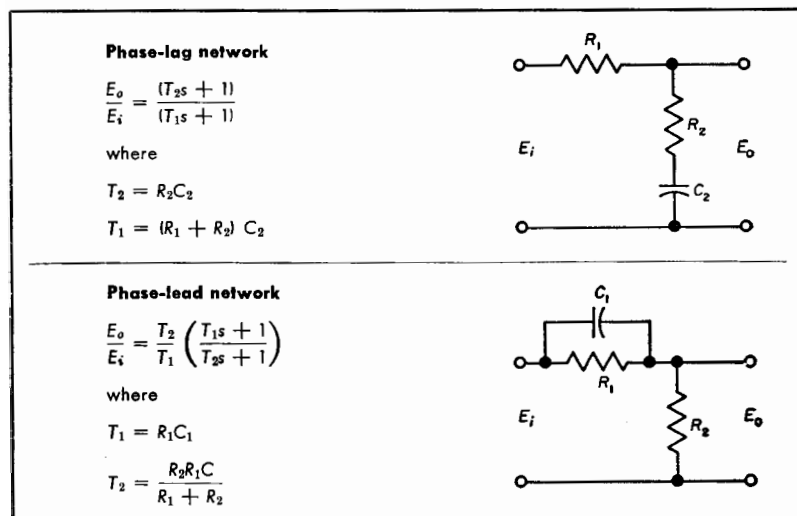 Phase-lag network
E_o/E_i = (T_2s + 1)/(T_1s + 1)
where
T_2 = R_2C_2
T_1 = (R_1 + R_2) C_2
R_1
R_2
E_i
E_o
C_2
Phase-lead network
E_o/E_i = T_2/T_1 ((T_1s + 1)/(T_2s + 1))
where
T_1 = R_1C_1
T_2 = R_2R_1C/(R_1 + R_2)
C_1
R_1
E_i
R_2
E_o